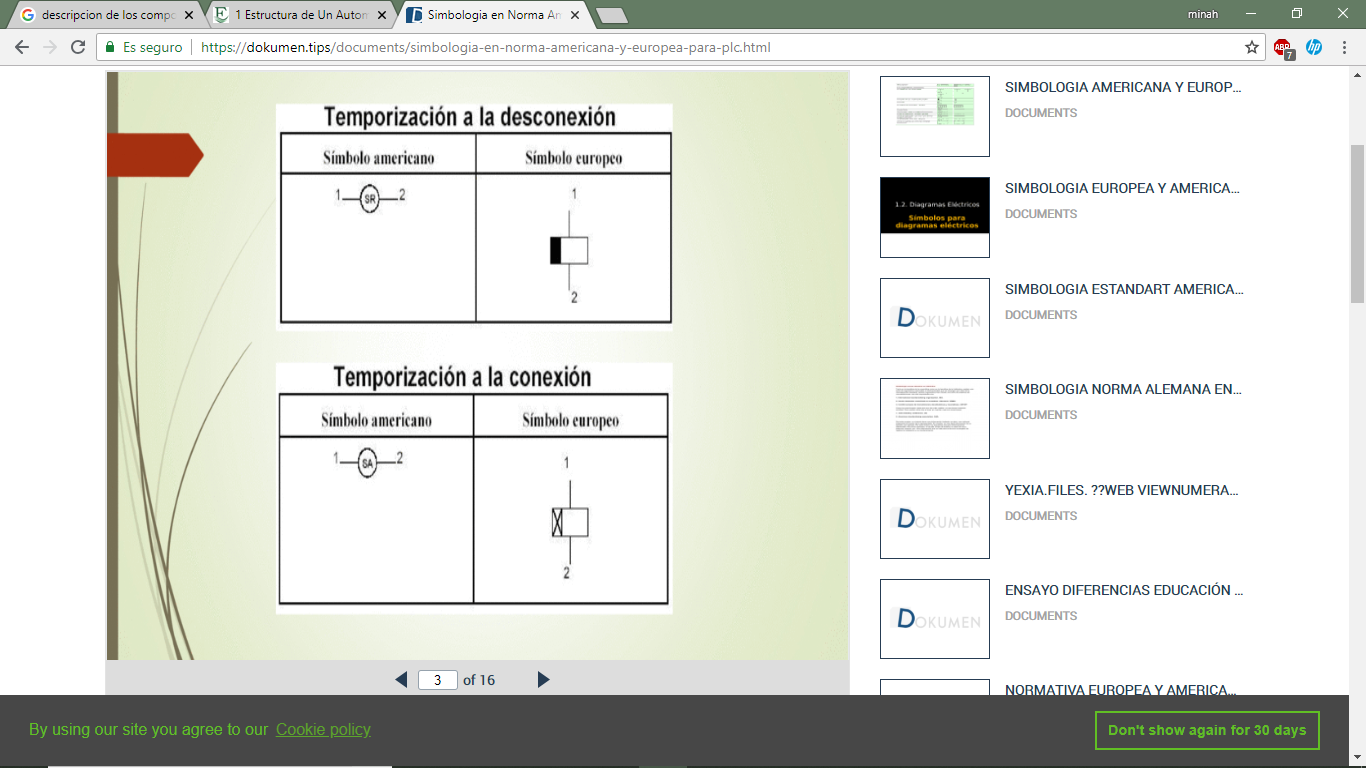 descripcion de los compo
1 Estructura de Un Autom
Simbologia en Norma Am
minah
Es seguro
https://dokumen.tips/documents/simbologia-en-norma-americana-y-europea-para-plc.html
ABP
7
hp
Temporización a la desconexión
Símbolo americano
Símbolo europeo
1
SR
2
1
2
Temporización a la conexión
Símbolo americano
Símbolo europeo
1
SA
2
1
2
3 of 16
SIMBOLOGIA AMERICANA Y EUROP...
DOCUMENTS
1.2. Diagramas Eléctricos
Símbolos para
diagramas eléctricos
SIMBOLOGIA EUROPEA Y AMERICA...
DOCUMENTS
DOKUMEN
SIMBOLOGIA ESTANDART AMERICA...
DOCUMENTS
SIMBOLOGIA NORMA ALEMANA EN...
DOCUMENTS
DOKUMEN
YEXIA.FILES. ??WEB VIEWNUMERA...
DOCUMENTS
DOKUMEN
ENSAYO DIFERENCIAS EDUCACIÓN ...
DOCUMENTS
NORMATIVA EUROPEA Y AMERICA...
By using our site you agree to our Cookie policy
Don't show again for 30 days